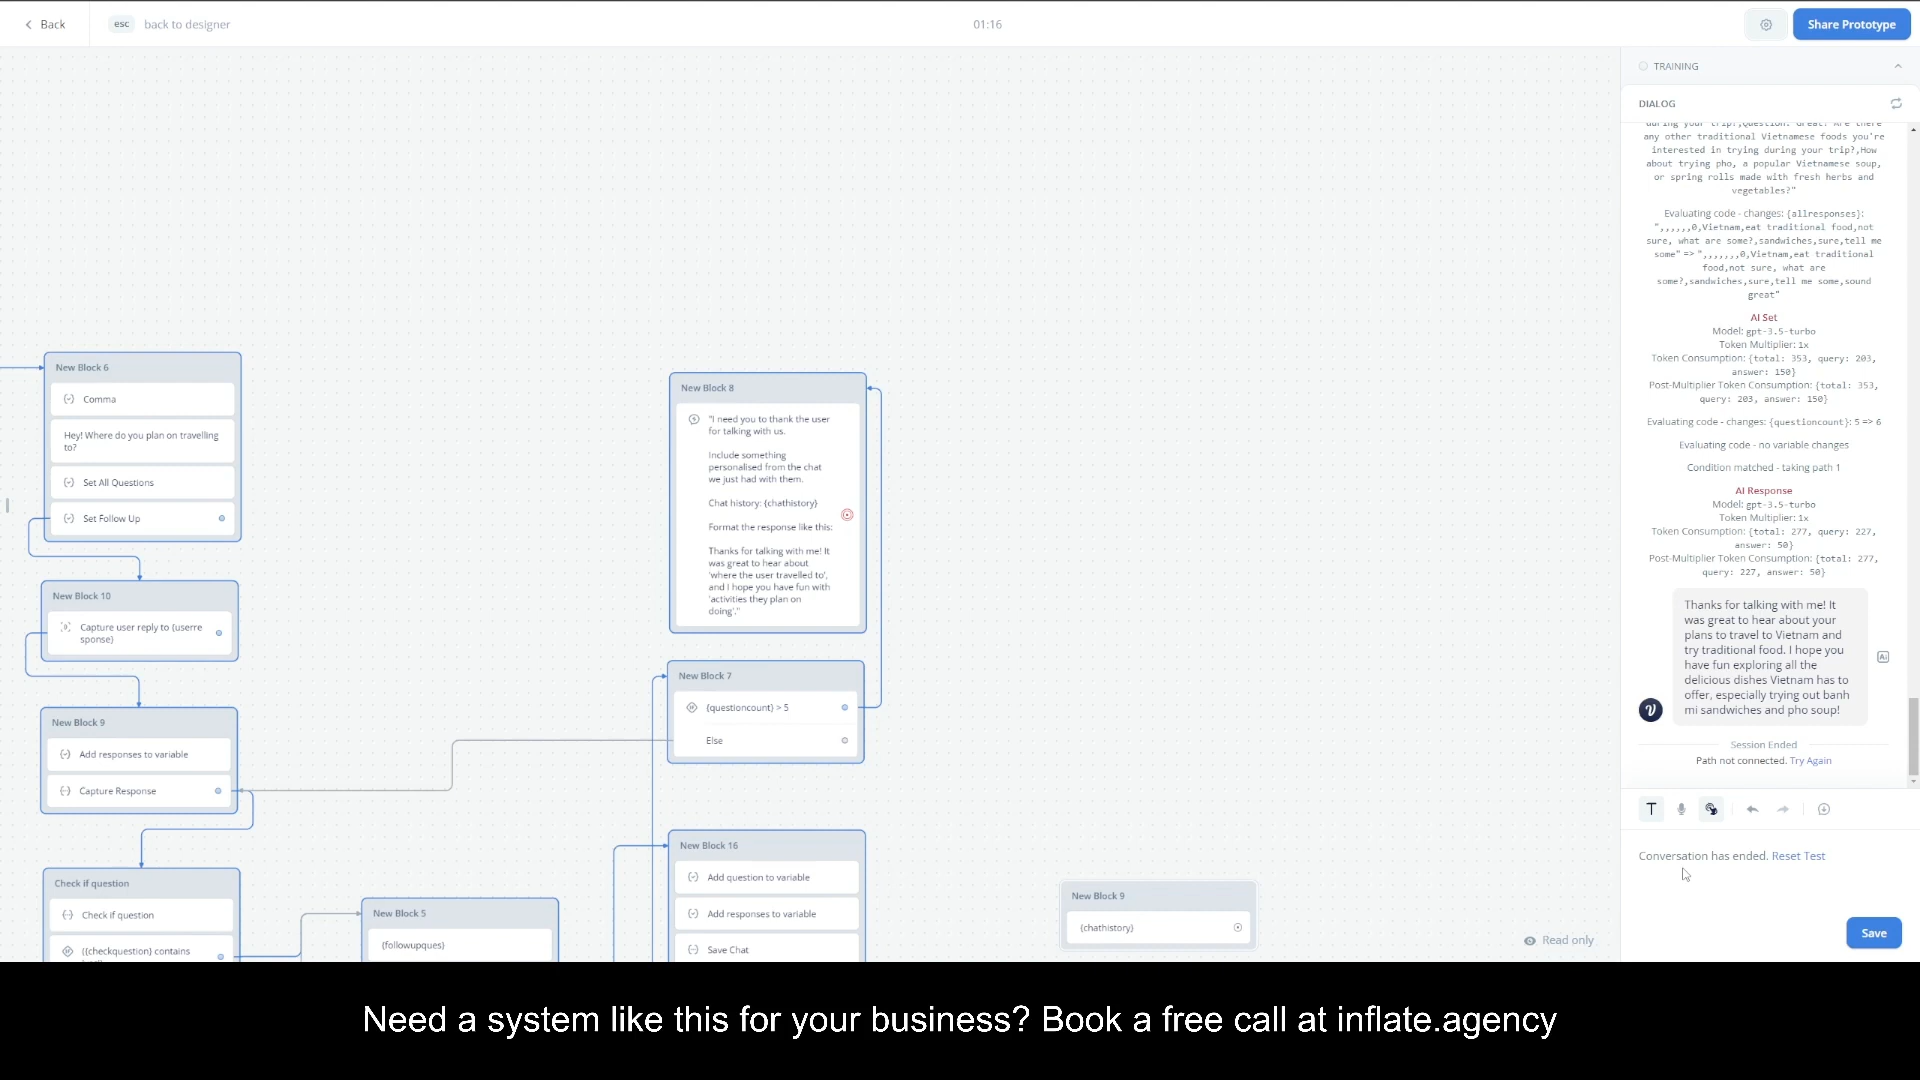 Back
esc back to designer
01:16
Share Prototype
TRAINING
DIALOG
any other traditional Vietnamese foods you're
interested in trying during your trip?,How
about trying pho, a popular Vietnamese soup,
or spring rolls made with fresh herbs and
vegetables?"
Evaluating code - changes: {allresponses}:
",,,,,,0,Vietnam,eat traditional food,not
sure, what are some?,sandwiches,sure,tell me
some" => ",,,,,,,0,Vietnam,eat traditional
food,not sure, what are
some?,sandwiches,sure,tell me some,sound
great"
AI Set
Model: gpt-3.5-turbo
Token Multiplier: 1x
Token Consumption: {total: 353, query: 203,
answer: 150}
Post-Multiplier Token Consumption: {total: 353,
query: 203, answer: 150}
Evaluating code - changes: {questioncount}: 5 => 6
Evaluating code - no variable changes
Condition matched - taking path 1
AI Response
Model: gpt-3.5-turbo
Token Multiplier: 1x
Token Consumption: {total: 277, query: 227,
answer: 50}
Post-Multiplier Token Consumption: {total: 277,
query: 227, answer: 50}
Thanks for talking with me! It
was great to hear about your
plans to travel to Vietnam and
try traditional food. I hope you
have fun exploring all the
delicious dishes Vietnam has to
offer, especially trying out banh
mi sandwiches and pho soup!
Session Ended
Path not connected. Try Again
Conversation has ended. Reset Test
Save
New Block 6
Comma
Hey! Where do you plan on travelling
to?
Set All Questions
Set Follow Up
New Block 10
Capture user reply to {userre
sponse}
New Block 9
Add responses to variable
Capture Response
Check if question
Check if question
({checkquestion} contains
New Block 5
{followupques}
New Block 8
"I need you to thank the user
for talking with us.
Include something
personalised from the chat
we just had with them.
Chat history: {chathistory}
Format the response like this:
Thanks for talking with me! It
was great to hear about
'where the user travelled to',
and I hope you have fun with
'activities they plan on
doing'."
New Block 7
{questioncount} > 5
Else
New Block 16
Add question to variable
Add responses to variable
Save Chat
New Block 9
{chathistory}
Read only
Need a system like this for your business? Book a free call at inflate.agency